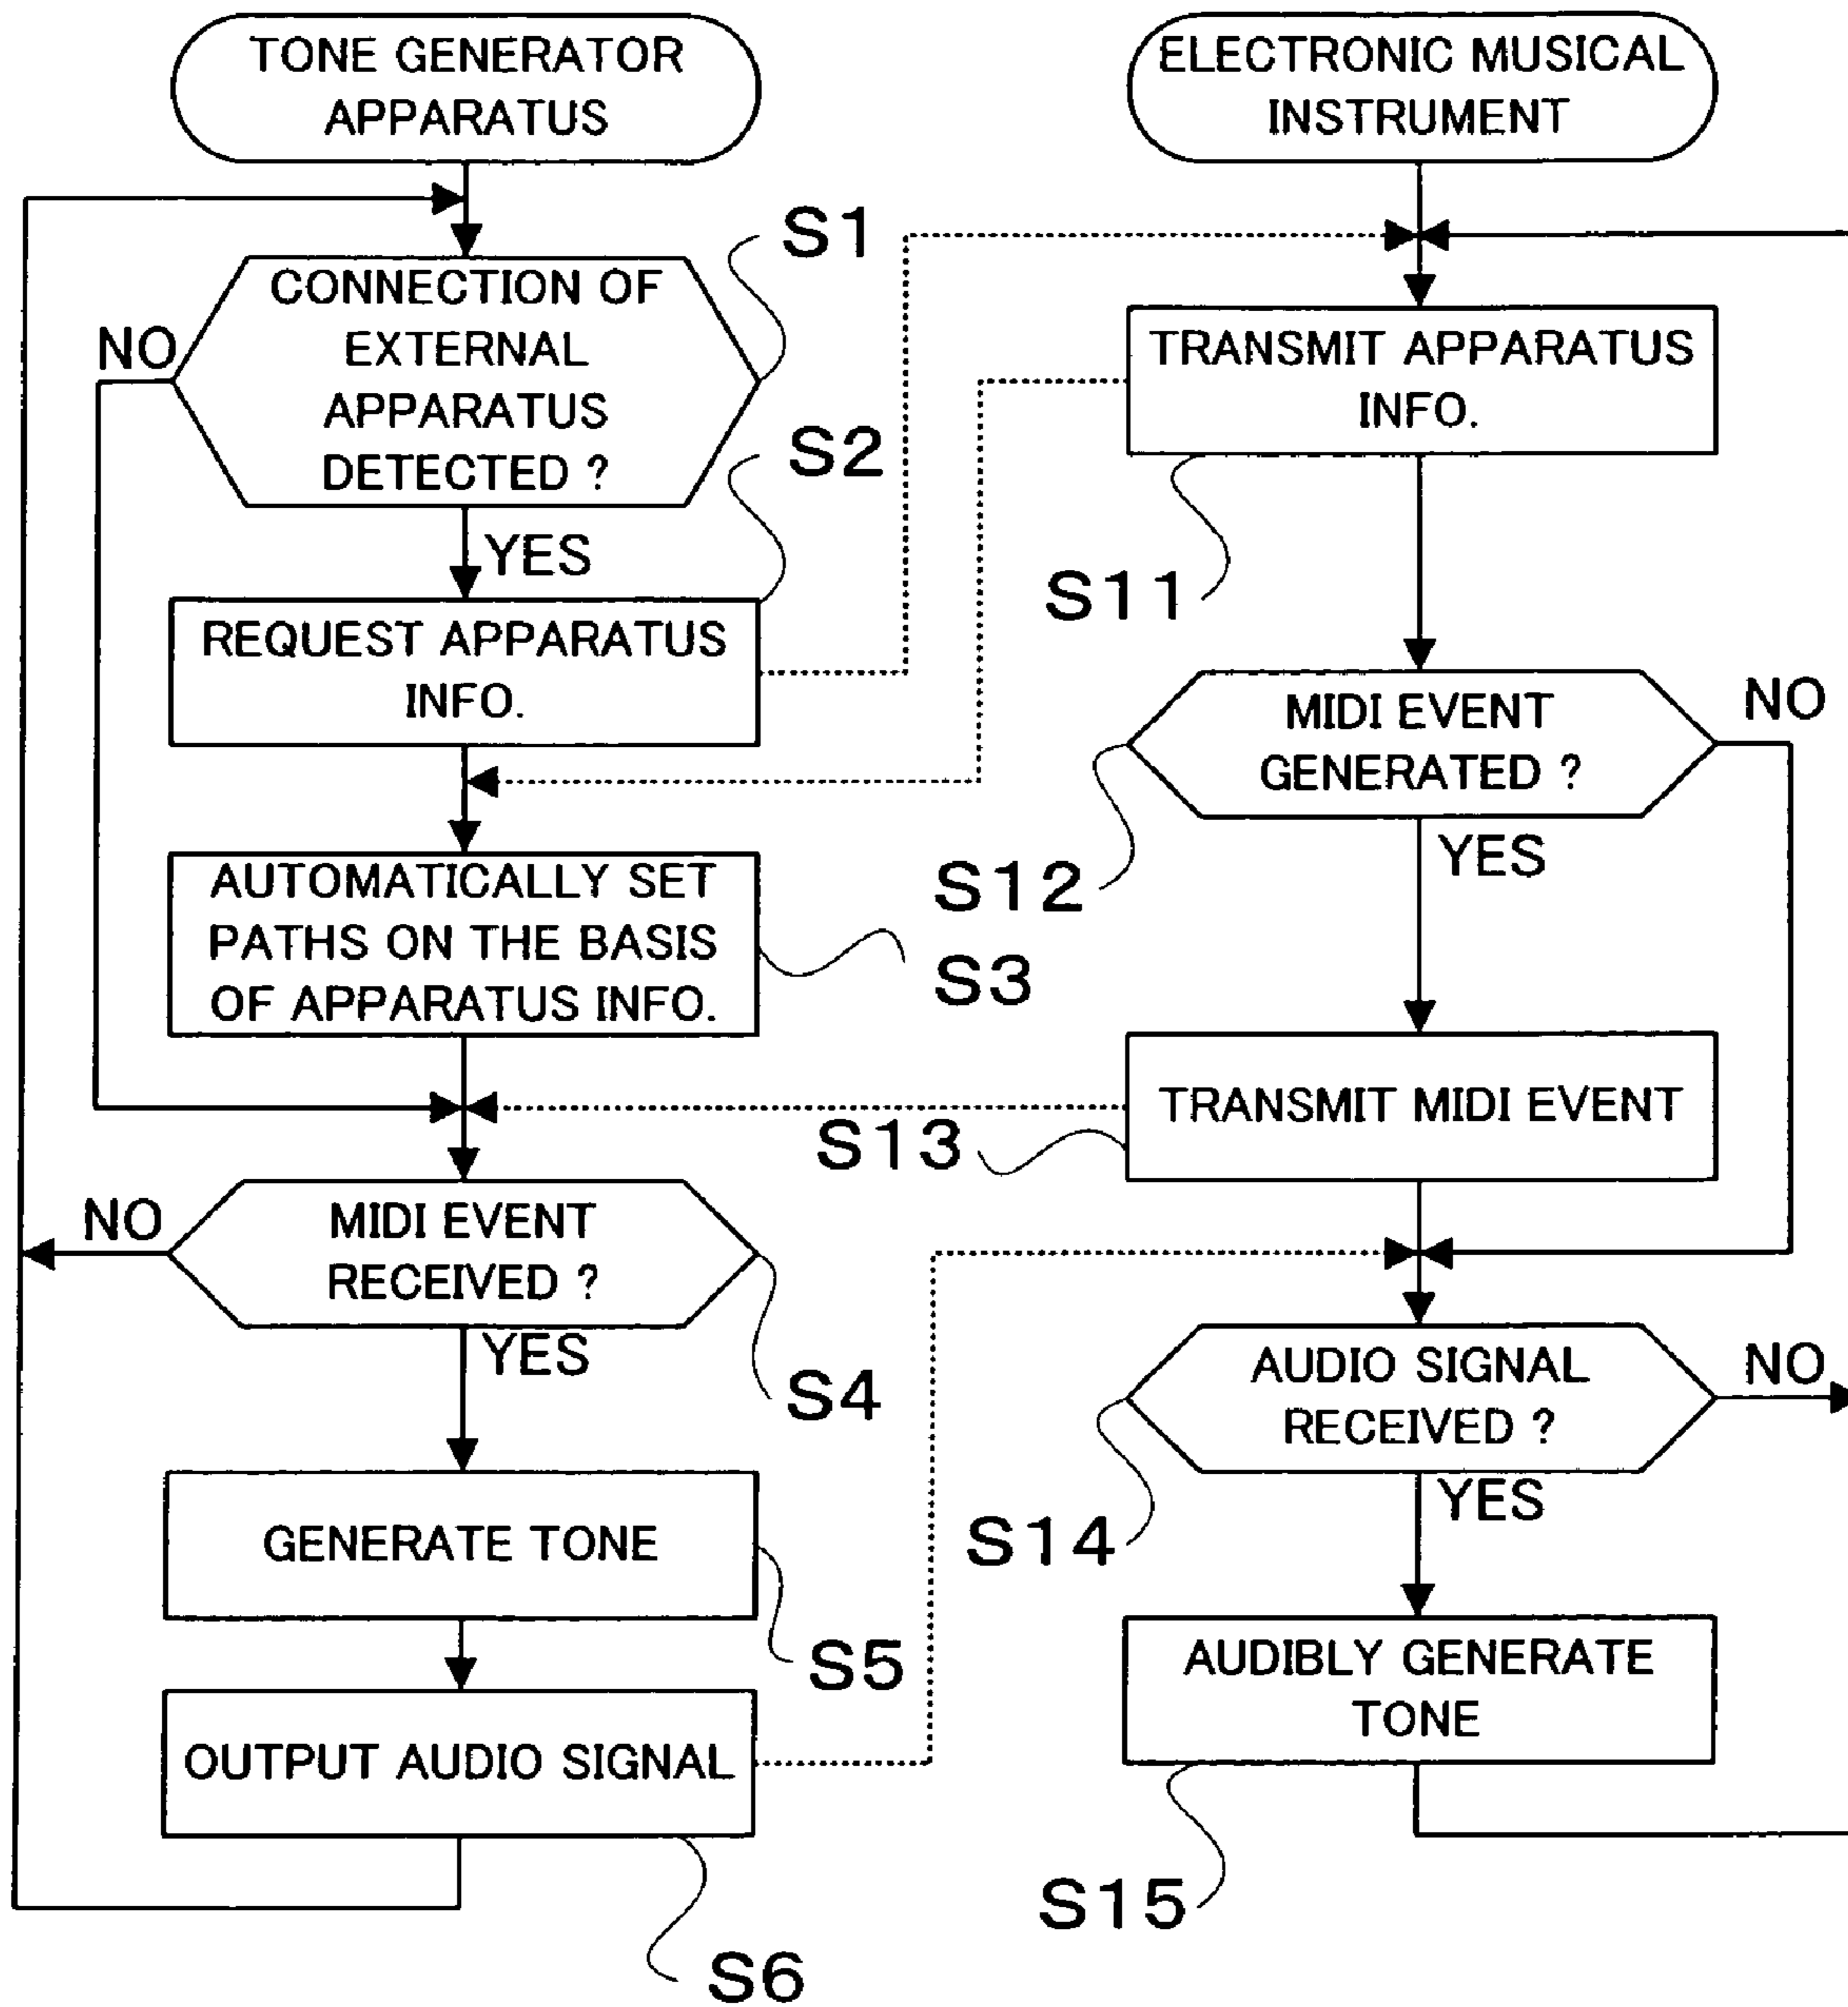 TONE GENERATOR
APPARATUS
S1
CONNECTION OF
EXTERNAL
APPARATUS
DETECTED ?
NO
YES
S2
REQUEST APPARATUS
INFO.
AUTOMATICALLY SET
PATHS ON THE BASIS
OF APPARATUS INFO.
S3
MIDI EVENT
RECEIVED ?
NO
YES
S4
GENERATE TONE
S5
OUTPUT AUDIO SIGNAL
S6
ELECTRONIC MUSICAL
INSTRUMENT
TRANSMIT APPARATUS
INFO.
S11
MIDI EVENT
GENERATED ?
NO
YES
S12
TRANSMIT MIDI EVENT
S13
AUDIO SIGNAL
RECEIVED ?
NO
YES
S14
AUDIBLY GENERATE
TONE
S15